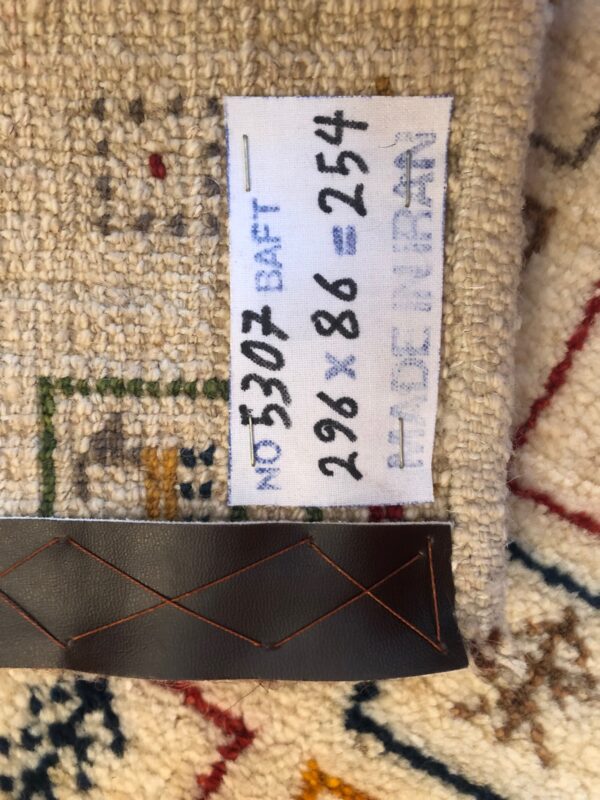 NO 5307 BAFT
296 x 86 = 254
MADE IN IRAN